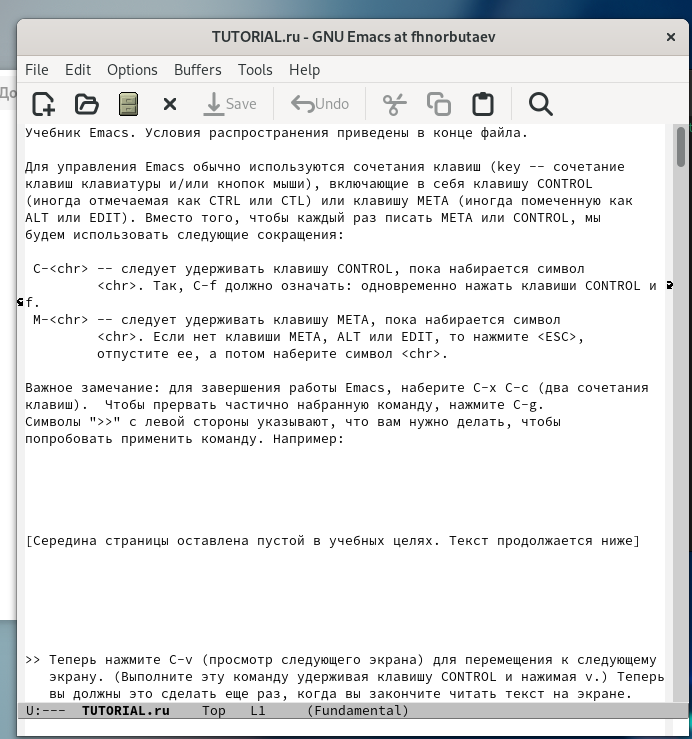 TUTORIAL.ru - GNU Emacs at fhnorbutaev
File Edit Options Buffers Tools Help
До
Save Undo
Учебник Emacs. Условия распространения приведены в конце файла.
Для управления Emacs обычно используются сочетания клавиш (key -- сочетание
клавиш клавиатуры и/или кнопок мыши), включающие в себя клавишу CONTROL
(иногда отмечаемая как CTRL или CTL) или клавишу META (иногда помеченную как
ALT или EDIT). Вместо того, чтобы каждый раз писать META или CONTROL, мы
будем использовать следующие сокращения:
C-<chr> -- следует удерживать клавишу CONTROL, пока набирается символ
<chr>. Так, C-f должно означать: одновременно нажать клавиши CONTROL и
f.
M-<chr> -- следует удерживать клавишу META, пока набирается символ
<chr>. Если нет клавиши META, ALT или EDIT, то нажмите <ESC>,
отпустите ее, а потом наберите символ <chr>.
Важное замечание: для завершения работы Emacs, наберите C-x C-c (два сочетания
клавиш).  Чтобы прервать частично набранную команду, нажмите C-g.
Символы ">>" с левой стороны указывают, что вам нужно делать, чтобы
попробовать применить команду. Например:
[Середина страницы оставлена пустой в учебных целях. Текст продолжается ниже]
>> Теперь нажмите C-v (просмотр следующего экрана) для перемещения к следующему
экрану. (Выполните эту команду удерживая клавишу CONTROL и нажимая v.) Теперь
вы должны это сделать еще раз, когда вы закончите читать текст на экране.
U:--- TUTORIAL.ru Top L1 (Fundamental)